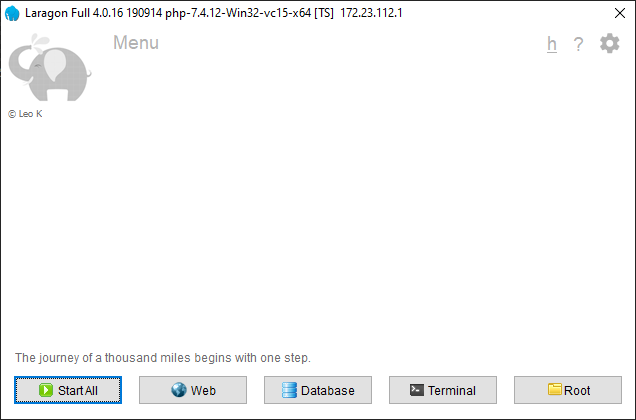 Laragon Full 4.0.16 190914 php-7.4.12-Win32-vc15-x64 [TS] 172.23.112.1
Menu
h ?
© Leo K
The journey of a thousand miles begins with one step.
Start All Web Database Terminal Root